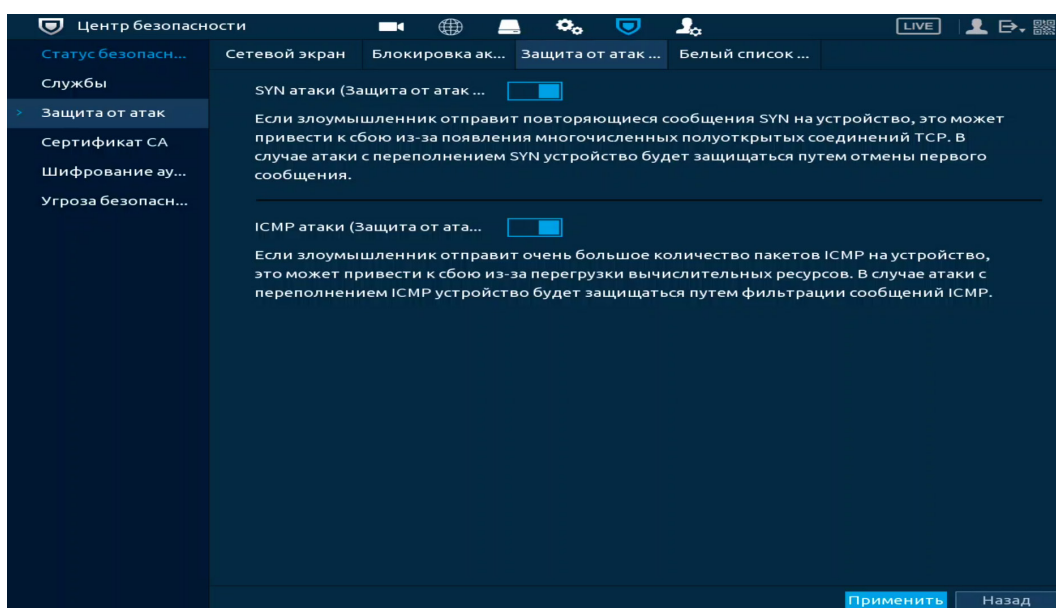 Центр безопасности
LIVE
Статус безопасн...
Службы
Защита от атак
Сертификат CA
Шифрование ау...
Угроза безопасн...
Сетевой экран
Блокировка ак...
Защита от атак ...
Белый список ...
SYN атаки (Защита от атак ...
Если злоумышленник отправит повторяющиеся сообщения SYN на устройство, это может
привести к сбою из-за появления многочисленных полуоткрытых соединений TCP. В
случае атаки с переполнением SYN устройство будет защищаться путем отмены первого
сообщения.
ICMP атаки (Защита от ата...
Если злоумышленник отправит очень большое количество пакетов ICMP на устройство,
это может привести к сбою из-за перегрузки вычислительных ресурсов. В случае атаки с
переполнением ICMP устройство будет защищаться путем фильтрации сообщений ICMP.
Применить
Назад